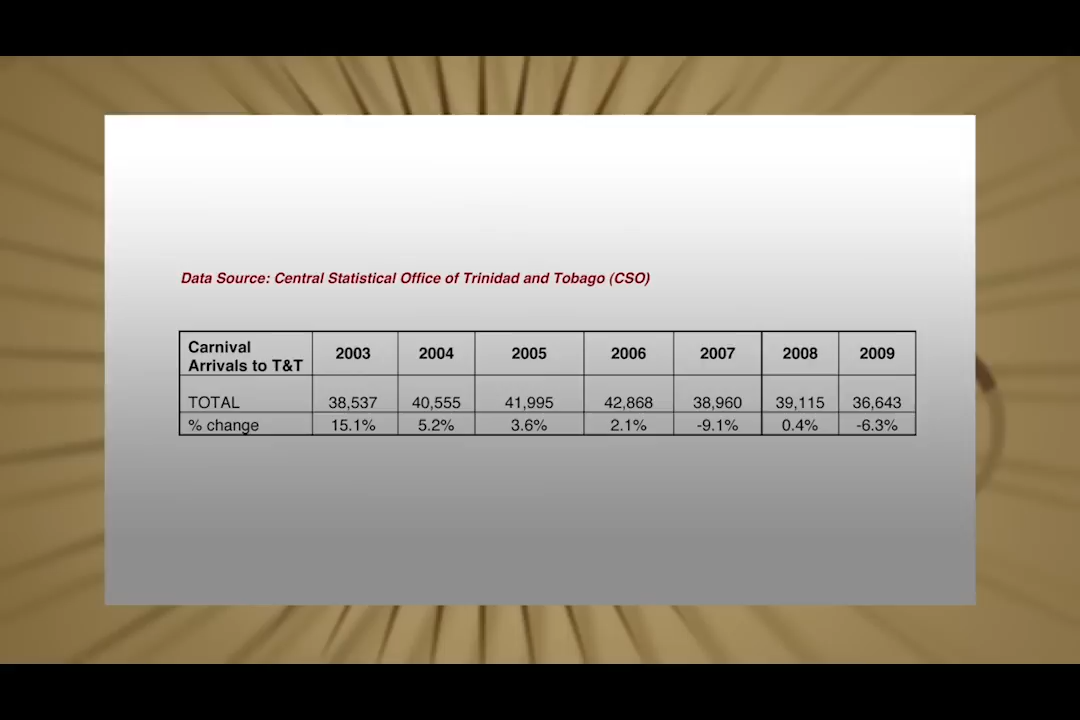 Data Source: Central Statistical Office of Trinidad and Tobago (CSO)
Carnival
Arrivals to T&T 2003 2004 2005 2006 2007 2008 2009
TOTAL 38,537 40,555 41,995 42,868 38,960 39,115 36,643
% change 15.1% 5.2% 3.6% 2.1% -9.1% 0.4% -6.3%